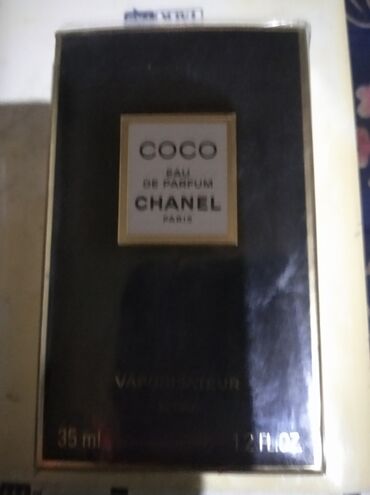 COCO
EAU
DE PARFUM
CHANEL
PARIS
VAPORISATEUR
35 ml
1.2 FL.OZ